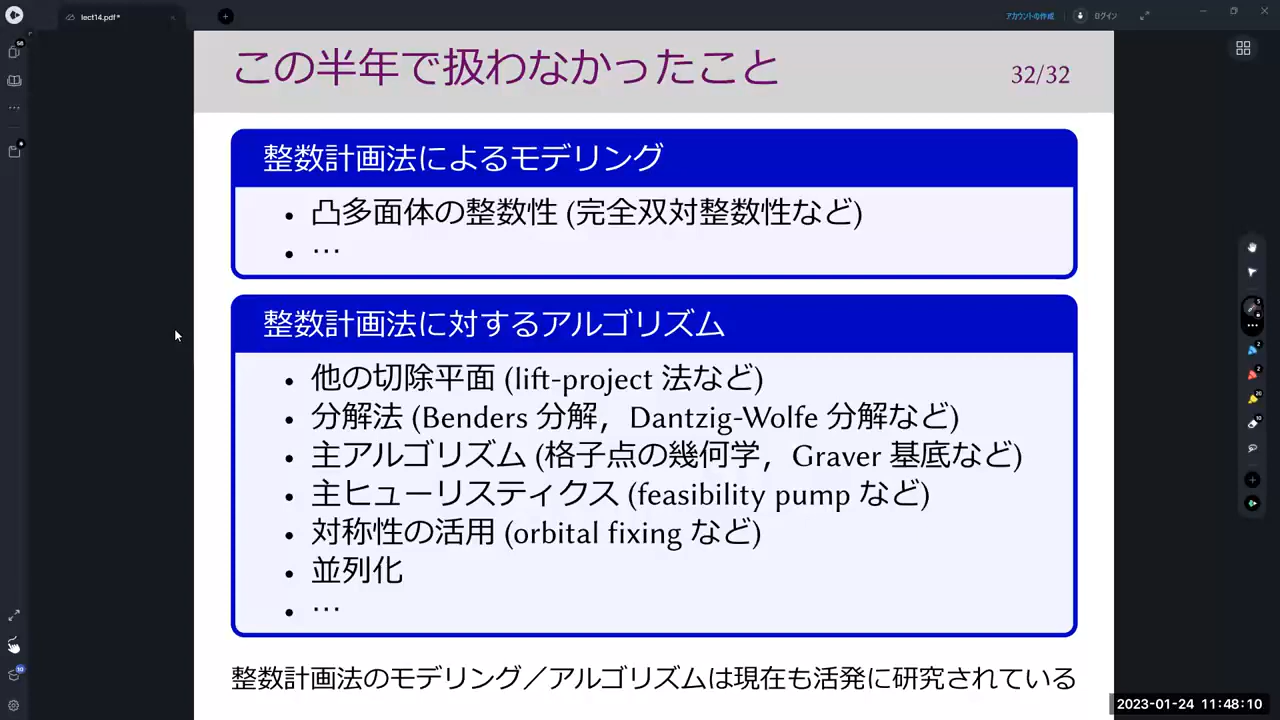 lect14.pdf*
アカウントの作成
ログイン
この半年で扱わなかったこと
32/32
整数計画法によるモデリング
• 凸多面体の整数性 (完全双対整数性など)
• …
整数計画法に対するアルゴリズム
• 他の切除平面 (lift-project 法など)
• 分解法 (Benders 分解，Dantzig-Wolfe 分解など)
• 主アルゴリズム (格子点の幾何学，Graver 基底など)
• 主ヒューリスティクス (feasibility pump など)
• 対称性の活用 (orbital fixing など)
• 並列化
• …
整数計画法のモデリング／アルゴリズムは現在も活発に研究されている
2023-01-24 11:48:10